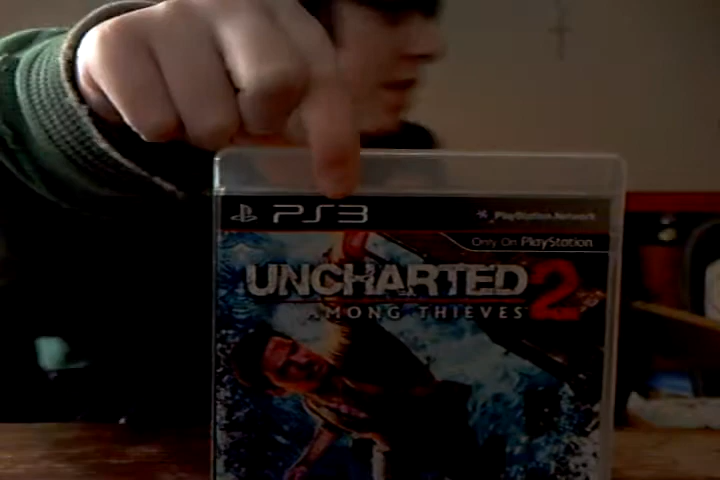 PS3
PlayStation Network
Only On PlayStation
UNCHARTED 2
AMONG THIEVES